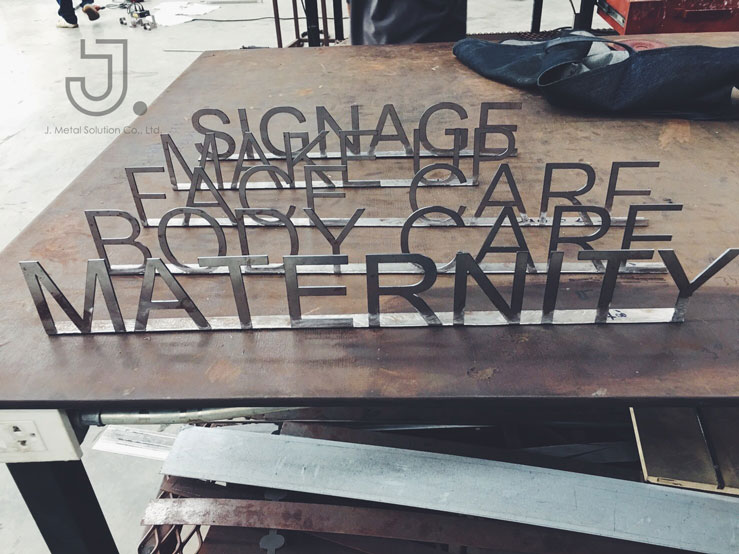 J.
J. Metal Solution Co., Ltd.
SIGNAGE
MAKE UP
FACE CARE
BODY CARE
MATERNITY